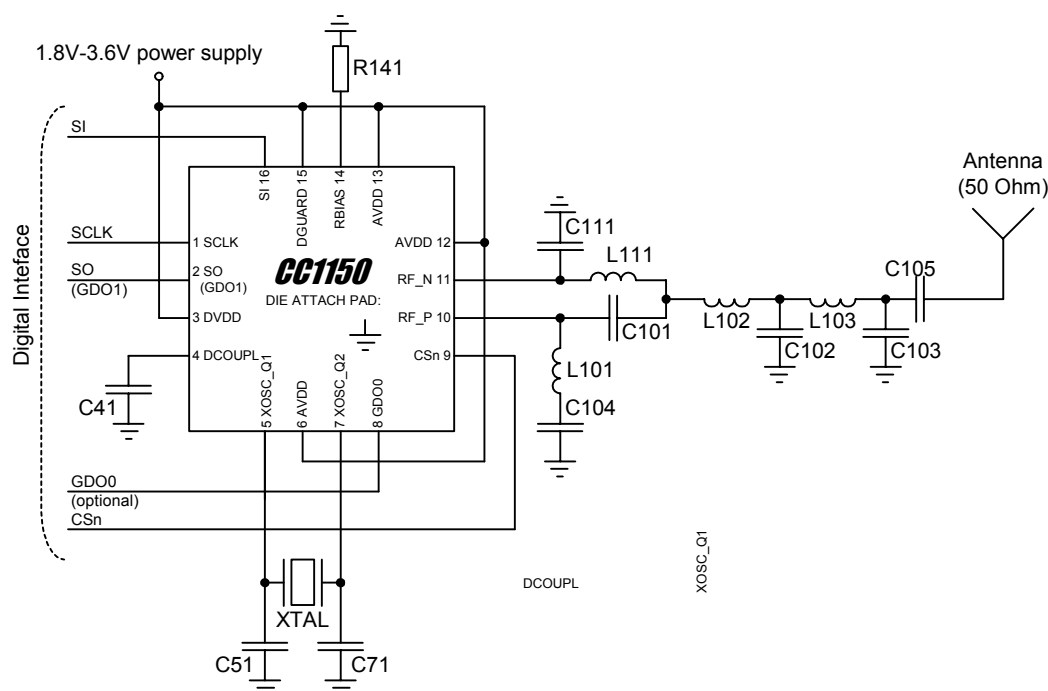 1.8V-3.6V power supply
R141
SI
SI 16
DGUARD 15
RBIAS 14
AVDD 13
Antenna
(50 Ohm)
Digital Inteface
SCLK
1 SCLK
AVDD 12
C111
SO
(GDO1)
2 SO
(GDO1)
CC1150
DIE ATTACH PAD:
RF_N 11
L111
C105
3 DVDD
RF_P 10
C101
L102
L103
C102
C103
4 DCOUPL
CSn 9
L101
C41
C104
5 XOSC_Q1
6 AVDD
7 XOSC_Q2
8 GDO0
GDO0
(optional)
CSn
XTAL
DCOUPL
XOSC_Q1
C51
C71